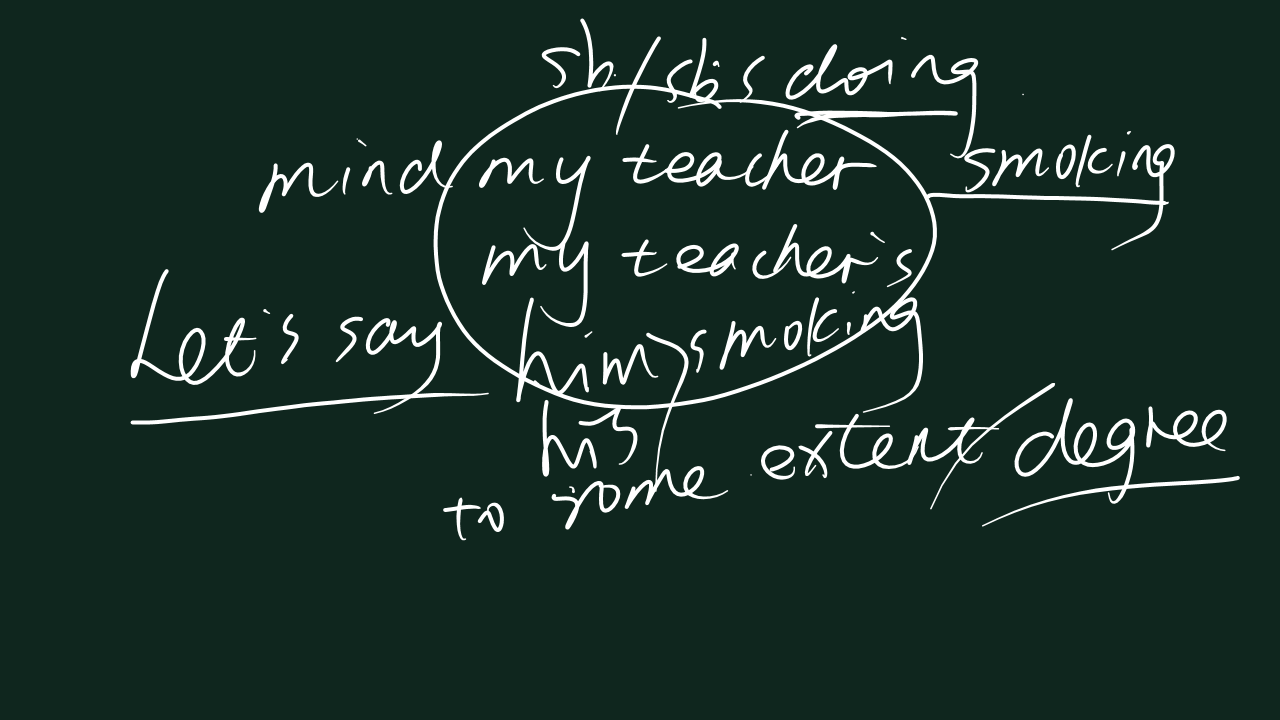 sb/sb's doing
mind my teacher smoking
my teacher's
Let's say him smoking
his
to some extent/degree